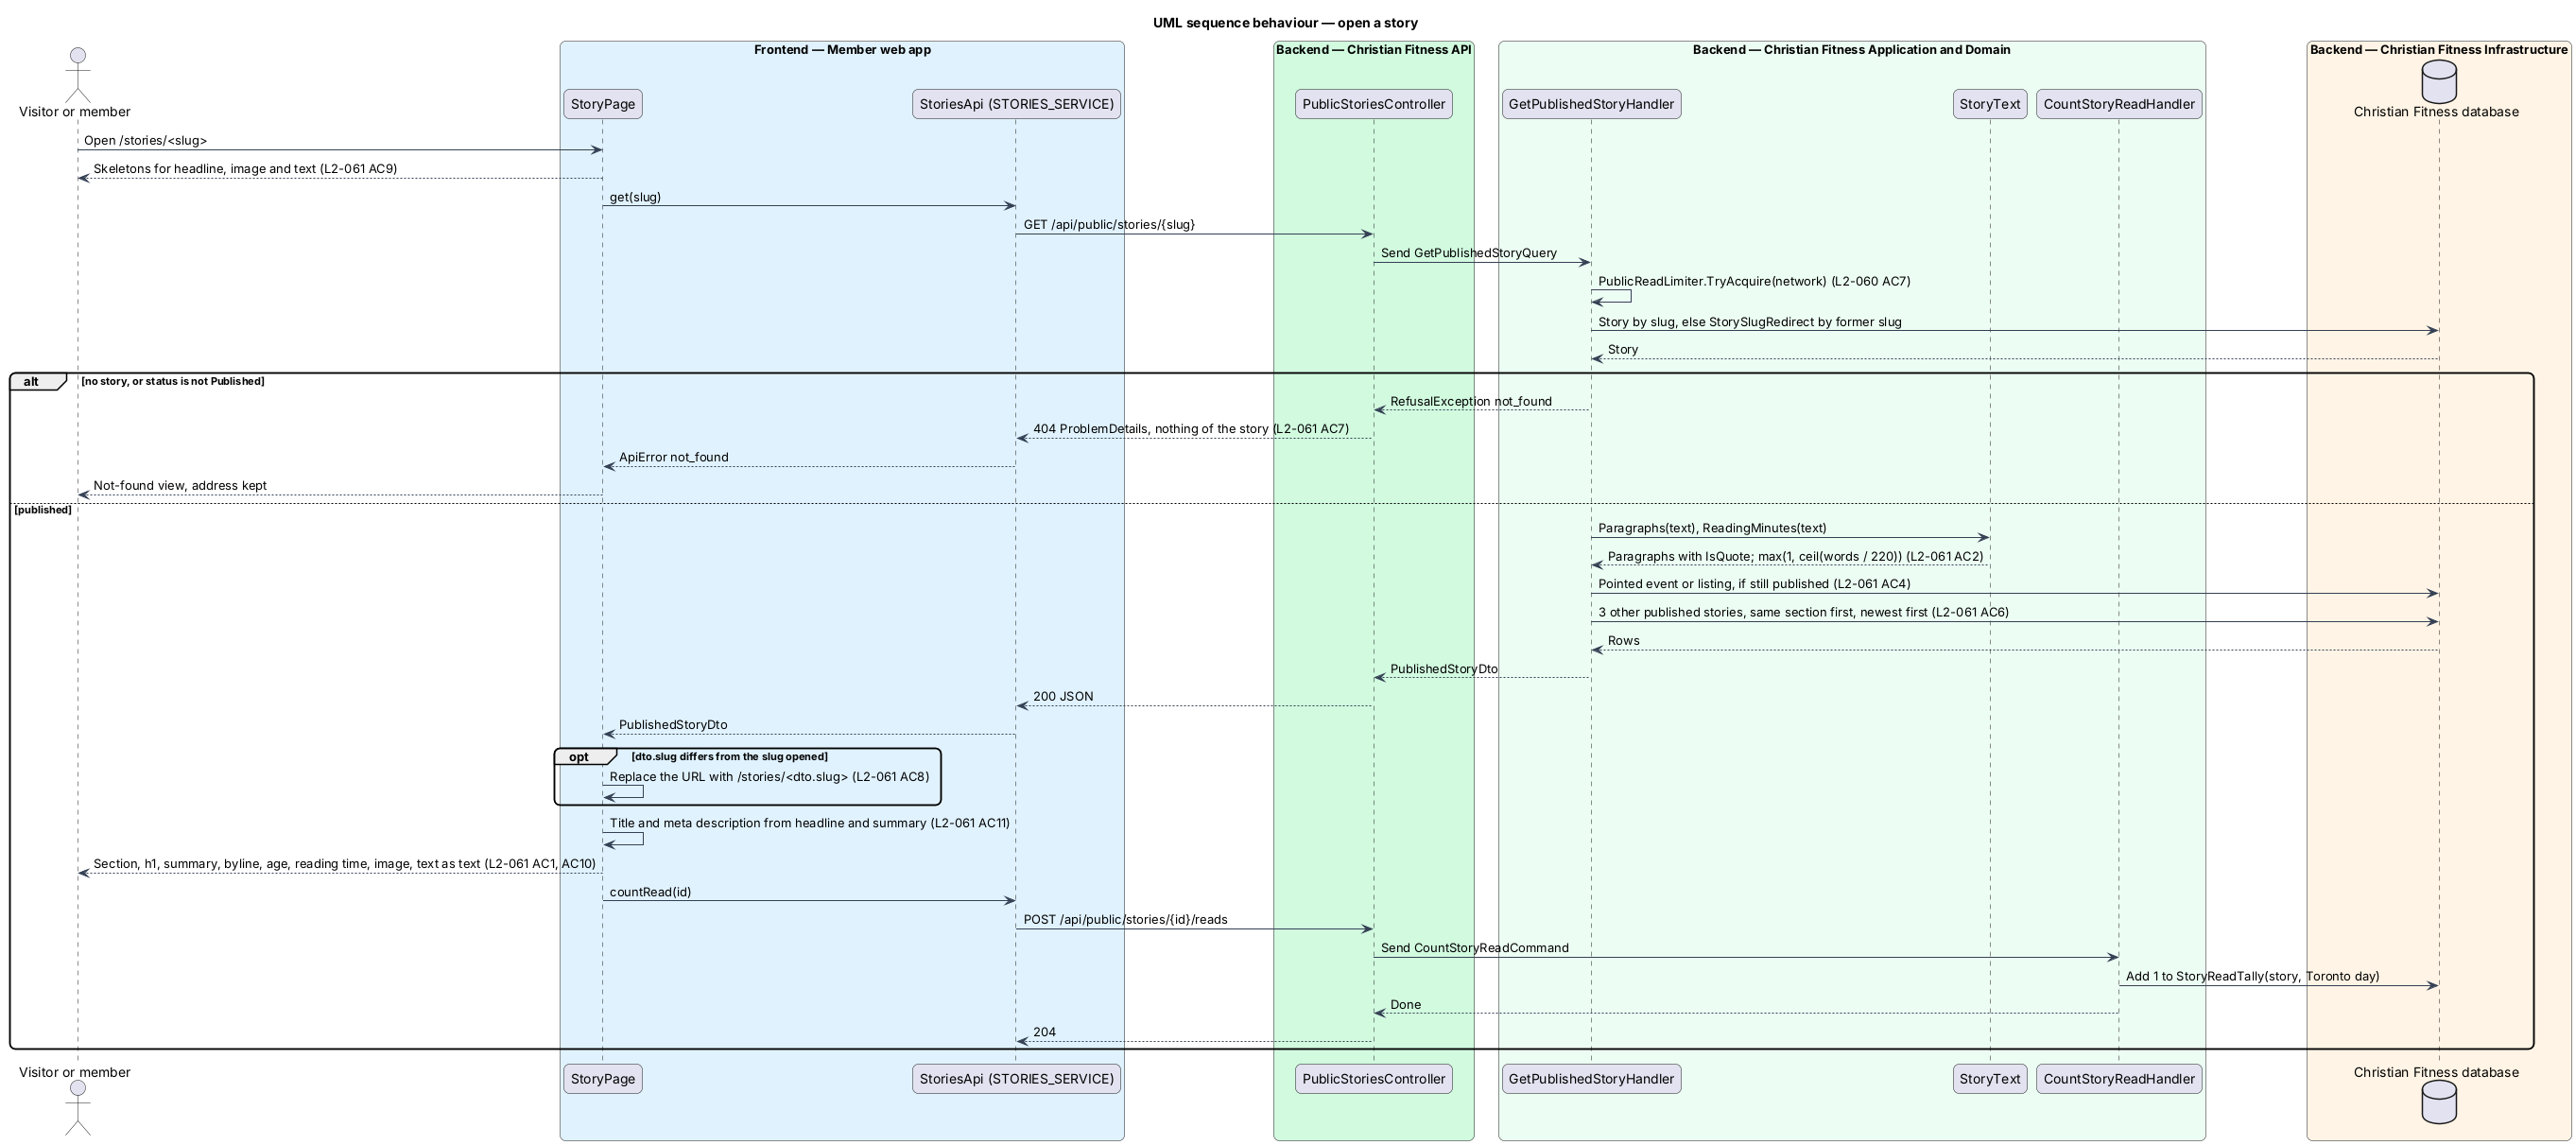 UML sequence behaviour — open a story
Frontend — Member web app
Backend — Christian Fitness API
Backend — Christian Fitness Application and Domain
Backend — Christian Fitness Infrastructure
Visitor or member
StoryPage
StoriesApi (STORIES_SERVICE)
PublicStoriesController
GetPublishedStoryHandler
StoryText
CountStoryReadHandler
Christian Fitness database
Open /stories/<slug>
Skeletons for headline, image and text (L2-061 AC9)
get(slug)
GET /api/public/stories/{slug}
Send GetPublishedStoryQuery
PublicReadLimiter.TryAcquire(network) (L2-060 AC7)
Story by slug, else StorySlugRedirect by former slug
Story
alt [no story, or status is not Published]
RefusalException not_found
404 ProblemDetails, nothing of the story (L2-061 AC7)
ApiError not_found
Not-found view, address kept
[published]
Paragraphs(text), ReadingMinutes(text)
Paragraphs with IsQuote; max(1, ceil(words / 220)) (L2-061 AC2)
Pointed event or listing, if still published (L2-061 AC4)
3 other published stories, same section first, newest first (L2-061 AC6)
Rows
PublishedStoryDto
200 JSON
PublishedStoryDto
opt [dto.slug differs from the slug opened]
Replace the URL with /stories/<dto.slug> (L2-061 AC8)
Title and meta description from headline and summary (L2-061 AC11)
Section, h1, summary, byline, age, reading time, image, text as text (L2-061 AC1, AC10)
countRead(id)
POST /api/public/stories/{id}/reads
Send CountStoryReadCommand
Add 1 to StoryReadTally(story, Toronto day)
Done
204
Visitor or member
StoryPage
StoriesApi (STORIES_SERVICE)
PublicStoriesController
GetPublishedStoryHandler
StoryText
CountStoryReadHandler
Christian Fitness database